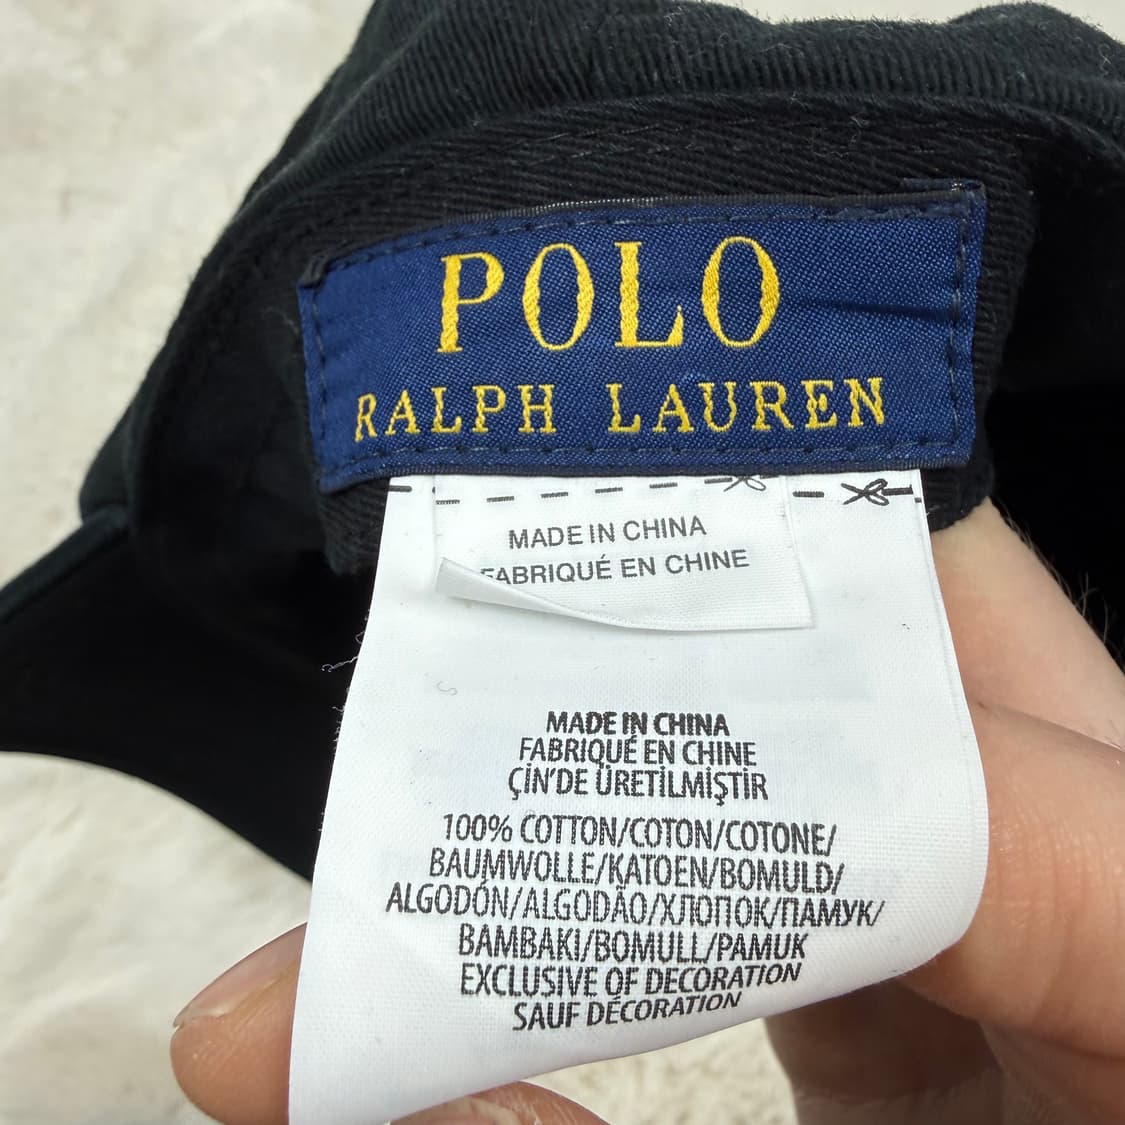 POLO
RALPH LAUREN
MADE IN CHINA
FABRIQUÉ EN CHINE
MADE IN CHINA
FABRIQUÉ EN CHINE
ÇİN'DE ÜRETİLMİŞTİR
100% COTTON/COTON/COTONE/
BAUMWOLLE/KATOEN/BOMULD/
ALGODÓN/ALGODÃO/ХЛОПОК/ПАМУК/
BAMBAKI/BOMULL/PAMUK
EXCLUSIVE OF DECORATION
SAUF DÉCORATION